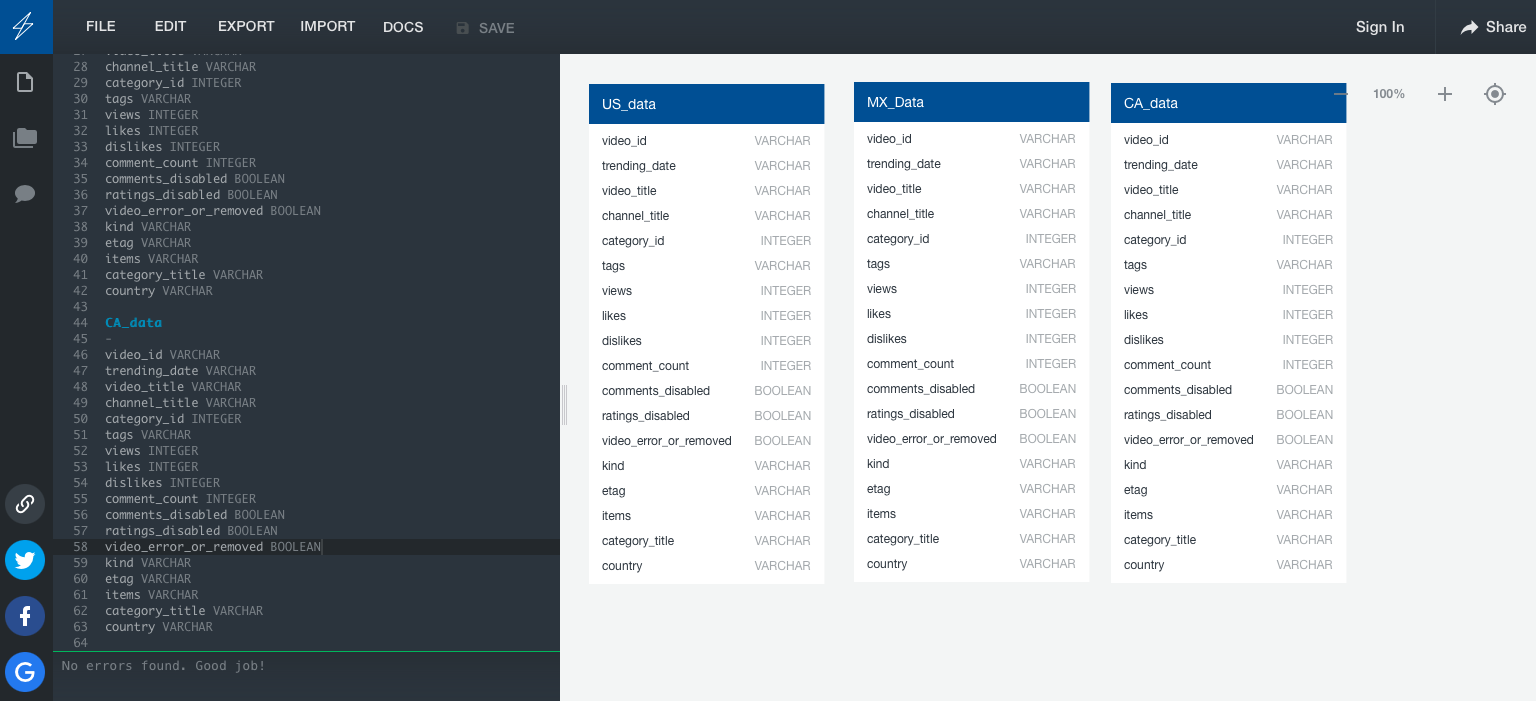 FILE EDIT EXPORT IMPORT DOCS SAVE Sign In Share
28 channel_title VARCHAR
29 category_id INTEGER
30 tags VARCHAR
31 views INTEGER
32 likes INTEGER
33 dislikes INTEGER
34 comment_count INTEGER
35 comments_disabled BOOLEAN
36 ratings_disabled BOOLEAN
37 video_error_or_removed BOOLEAN
38 kind VARCHAR
39 etag VARCHAR
40 items VARCHAR
41 category_title VARCHAR
42 country VARCHAR
43
44 CA_data
45 -
46 video_id VARCHAR
47 trending_date VARCHAR
48 video_title VARCHAR
49 channel_title VARCHAR
50 category_id INTEGER
51 tags VARCHAR
52 views INTEGER
53 likes INTEGER
54 dislikes INTEGER
55 comment_count INTEGER
56 comments_disabled BOOLEAN
57 ratings_disabled BOOLEAN
58 video_error_or_removed BOOLEAN
59 kind VARCHAR
60 etag VARCHAR
61 items VARCHAR
62 category_title VARCHAR
63 country VARCHAR
64
No errors found. Good job!
US_data
video_id VARCHAR
trending_date VARCHAR
video_title VARCHAR
channel_title VARCHAR
category_id INTEGER
tags VARCHAR
views INTEGER
likes INTEGER
dislikes INTEGER
comment_count INTEGER
comments_disabled BOOLEAN
ratings_disabled BOOLEAN
video_error_or_removed BOOLEAN
kind VARCHAR
etag VARCHAR
items VARCHAR
category_title VARCHAR
country VARCHAR
MX_Data
video_id VARCHAR
trending_date VARCHAR
video_title VARCHAR
channel_title VARCHAR
category_id INTEGER
tags VARCHAR
views INTEGER
likes INTEGER
dislikes INTEGER
comment_count INTEGER
comments_disabled BOOLEAN
ratings_disabled BOOLEAN
video_error_or_removed BOOLEAN
kind VARCHAR
etag VARCHAR
items VARCHAR
category_title VARCHAR
country VARCHAR
CA_data
video_id VARCHAR
trending_date VARCHAR
video_title VARCHAR
channel_title VARCHAR
category_id INTEGER
tags VARCHAR
views INTEGER
likes INTEGER
dislikes INTEGER
comment_count INTEGER
comments_disabled BOOLEAN
ratings_disabled BOOLEAN
video_error_or_removed BOOLEAN
kind VARCHAR
etag VARCHAR
items VARCHAR
category_title VARCHAR
country VARCHAR
100%